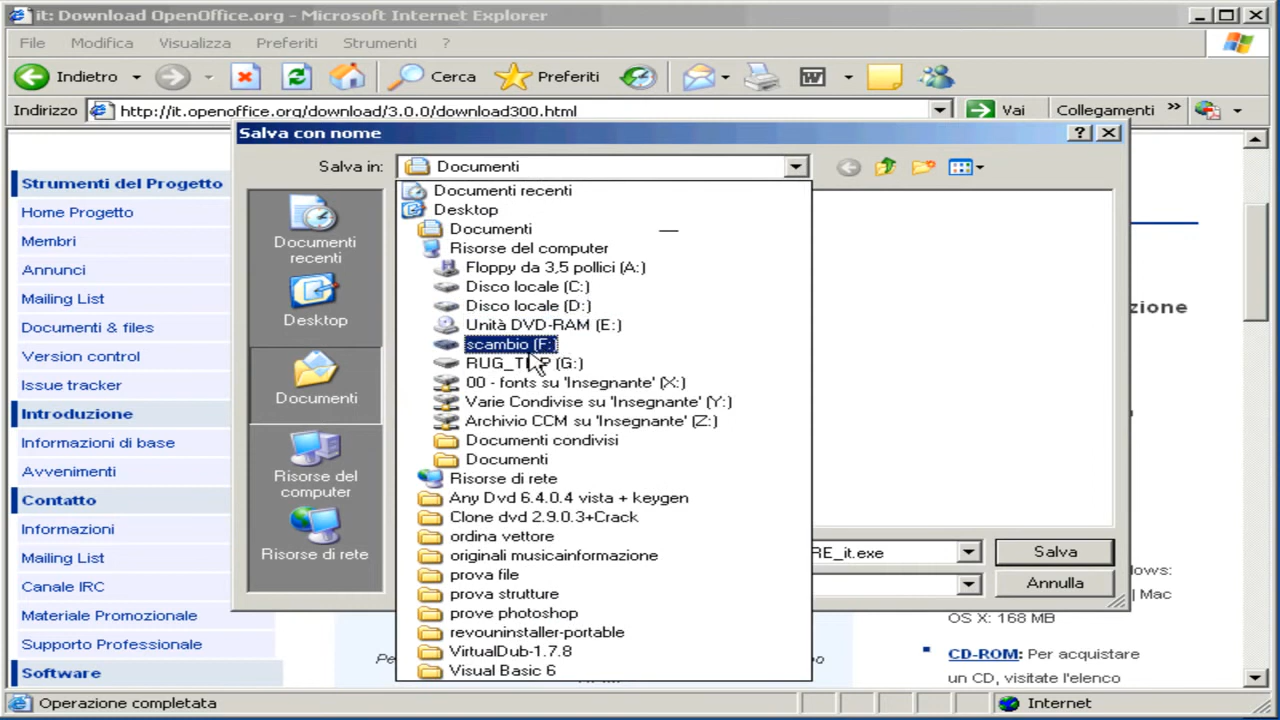 it: Download OpenOffice.org - Microsoft Internet Explorer
File Modifica Visualizza Preferiti Strumenti ?
Indietro Cerca Preferiti
Indirizzo http://it.openoffice.org/download/3.0.0/download300.html Vai Collegamenti »
Salva con nome
Salva in: Documenti
Strumenti del Progetto
Home Progetto
Membri
Annunci
Mailing List
Documenti & files
Version control
Issue tracker
Introduzione
Informazioni di base
Avvenimenti
Contatto
Informazioni
Mailing List
Canale IRC
Materiale Promozionale
Supporto Professionale
Software
Documenti
recenti
Desktop
Documenti
Risorse del
computer
Risorse di rete
Documenti recenti
Desktop
Documenti
Risorse del computer
Floppy da 3,5 pollici (A:)
Disco locale (C:)
Disco locale (D:)
Unità DVD-RAM (E:)
scambio (F:)
(G:)
00 - fonts su 'Insegnante' (X:)
Varie Condivise su 'Insegnante' (Y:)
Archivio CCM su 'Insegnante' (Z:)
Documenti condivisi
Documenti
Risorse di rete
Any Dvd 6.4.0.4 vista + keygen
Clone dvd 2.9.0.3+Crack
ordina vettore
originali musicainformazione
prova file
prova strutture
prove photoshop
revouninstaller-portable
VirtualDub-1.7.8
Visual Basic 6
RE_it.exe
Salva
Annulla
zione
lows:
| Mac
OS X: 168 MB
CD-ROM: Per acquistare
un CD, visitate l'elenco
Operazione completata
Internet